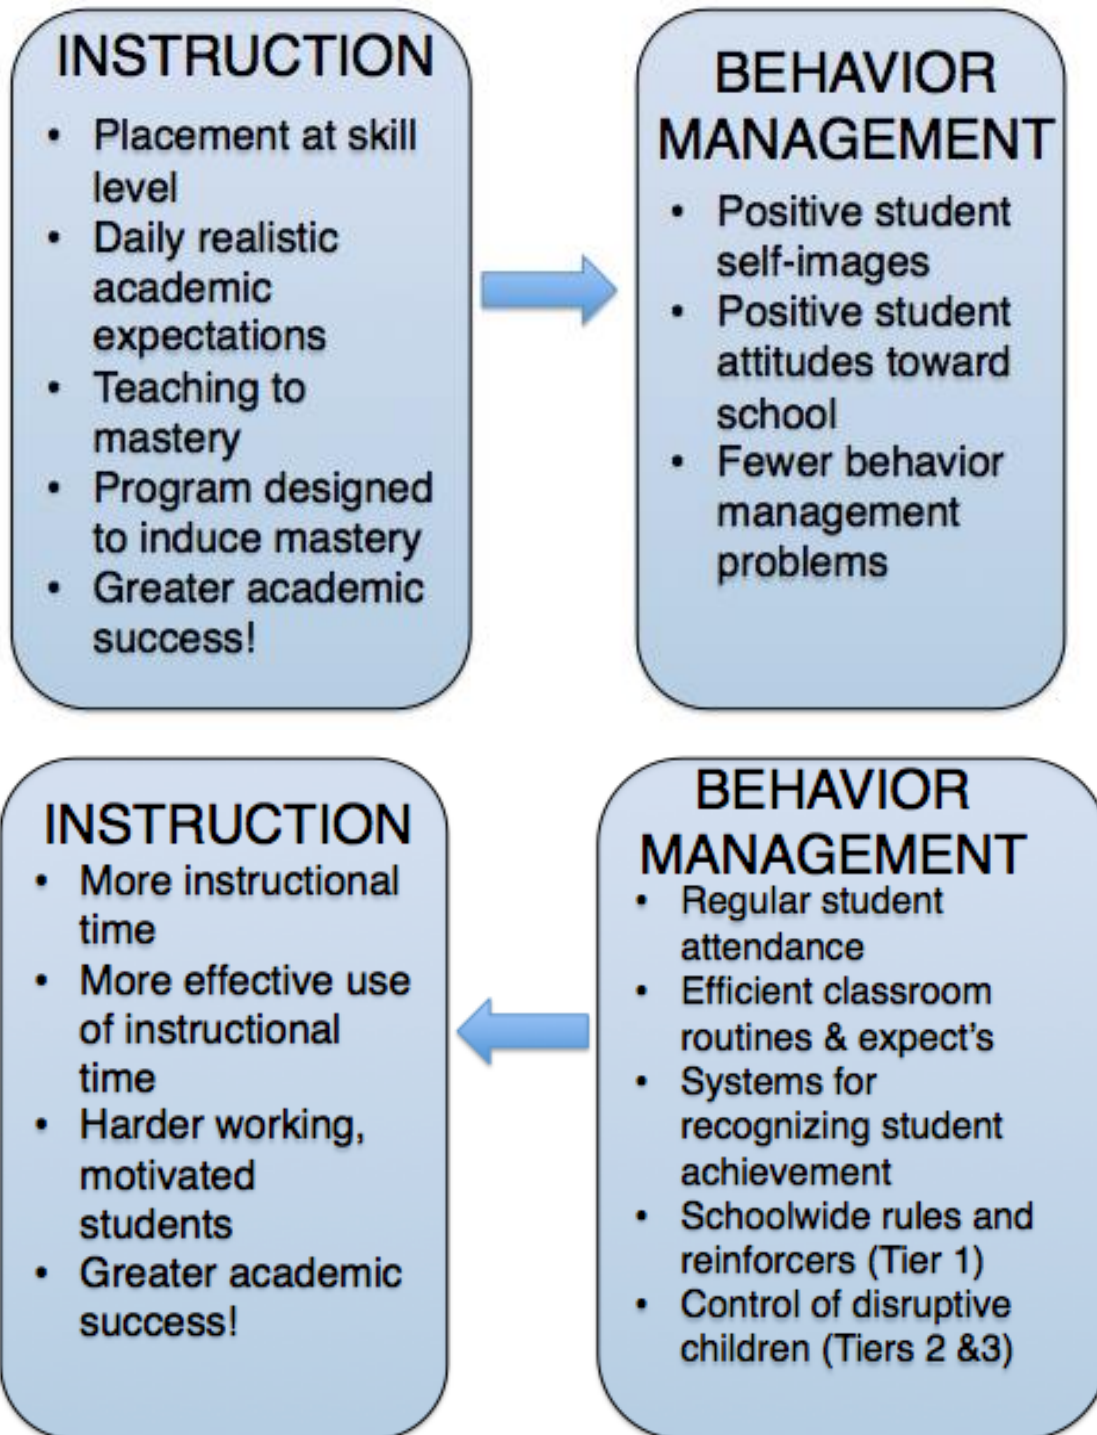 INSTRUCTION
• Placement at skill
level
• Daily realistic
academic
expectations
• Teaching to
mastery
• Program designed
to induce mastery
• Greater academic
success!
BEHAVIOR
MANAGEMENT
• Positive student
self-images
• Positive student
attitudes toward
school
• Fewer behavior
management
problems
INSTRUCTION
• More instructional
time
• More effective use
of instructional
time
• Harder working,
motivated
students
• Greater academic
success!
BEHAVIOR
MANAGEMENT
• Regular student
attendance
• Efficient classroom
routines & expect's
• Systems for
recognizing student
achievement
• Schoolwide rules and
reinforcers (Tier 1)
• Control of disruptive
children (Tiers 2 &3)